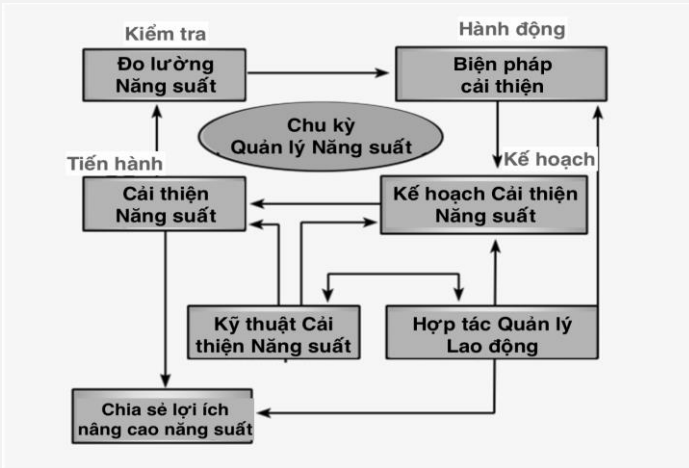 Kiểm tra
Hành động
Đo lường
Năng suất
Biện pháp
cải thiện
Chu kỳ
Quản lý Năng suất
Tiến hành
Kế hoạch
Cải thiện
Năng suất
Kế hoạch Cải thiện
Năng suất
Kỹ thuật Cải
thiện Năng suất
Hợp tác Quản lý
Lao động
Chia sẻ lợi ích
nâng cao năng suất